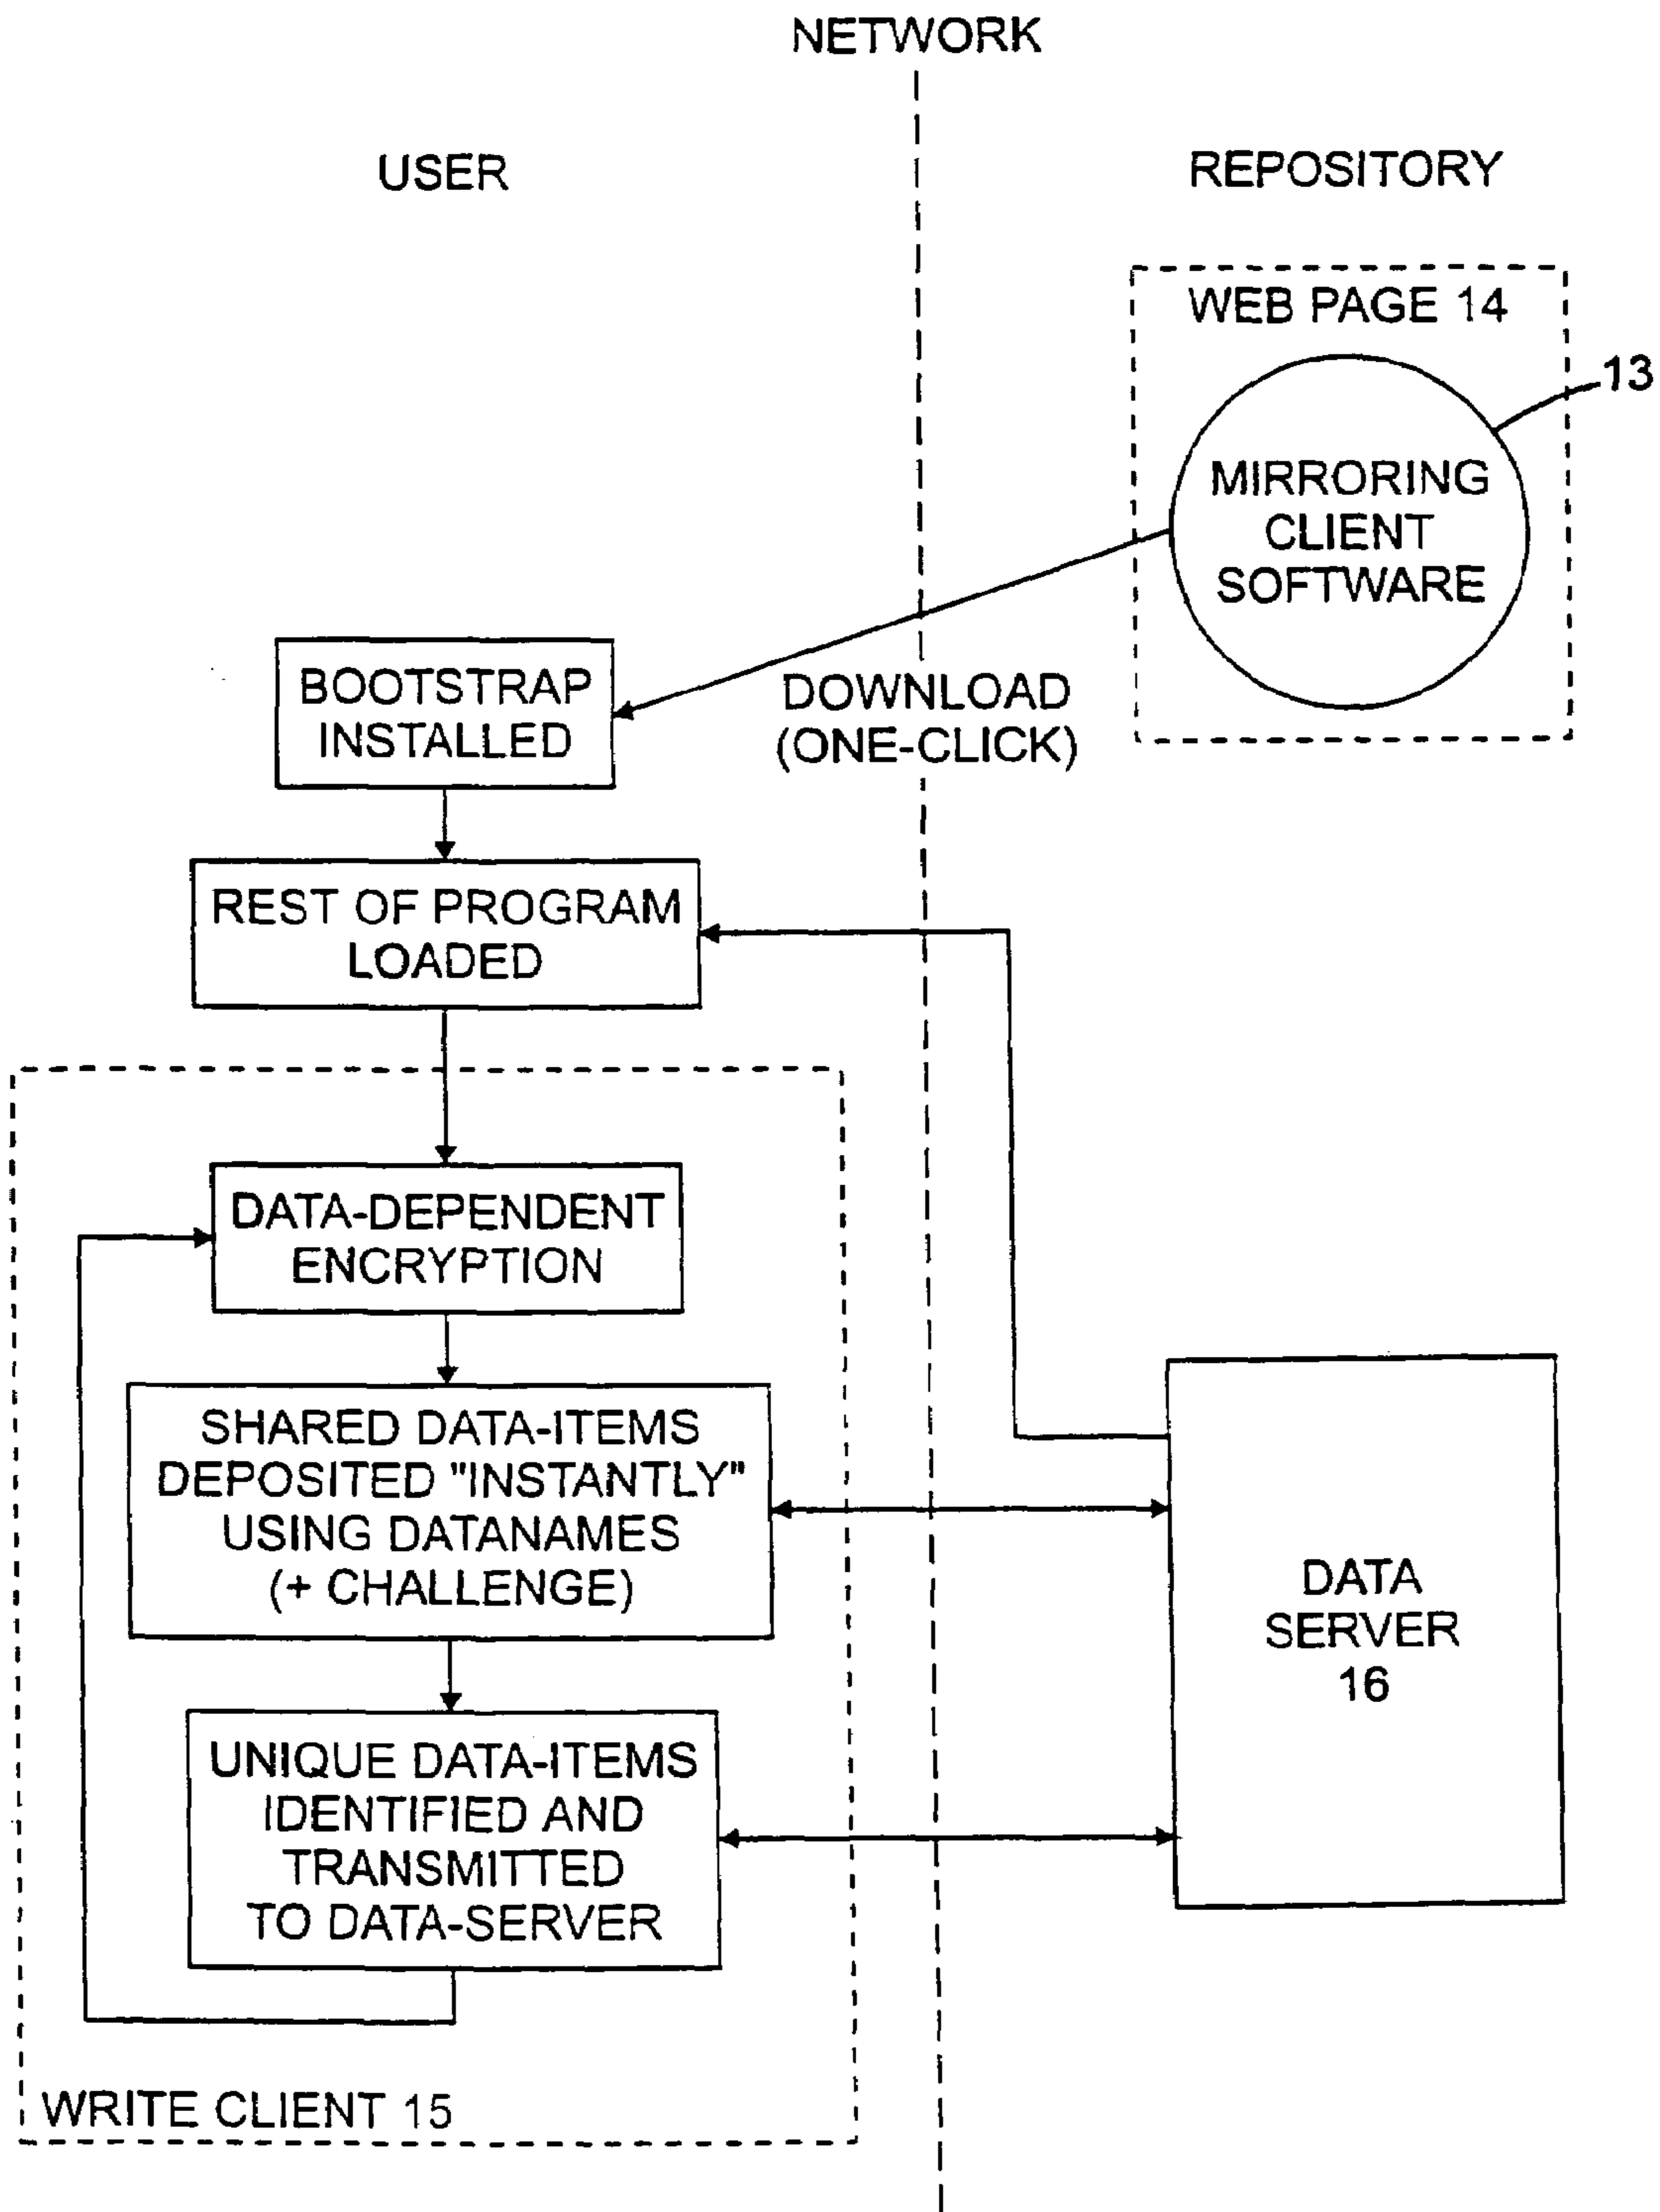 NETWORK
USER
REPOSITORY
WEB PAGE 14
13
MIRRORING
CLIENT
SOFTWARE
BOOTSTRAP
INSTALLED
DOWNLOAD
(ONE-CLICK)
REST OF PROGRAM
LOADED
DATA-DEPENDENT
ENCRYPTION
SHARED DATA-ITEMS
DEPOSITED "INSTANTLY"
USING DATANAMES
(+ CHALLENGE)
DATA
SERVER
16
UNIQUE DATA-ITEMS
IDENTIFIED AND
TRANSMITTED
TO DATA-SERVER
WRITE CLIENT 15